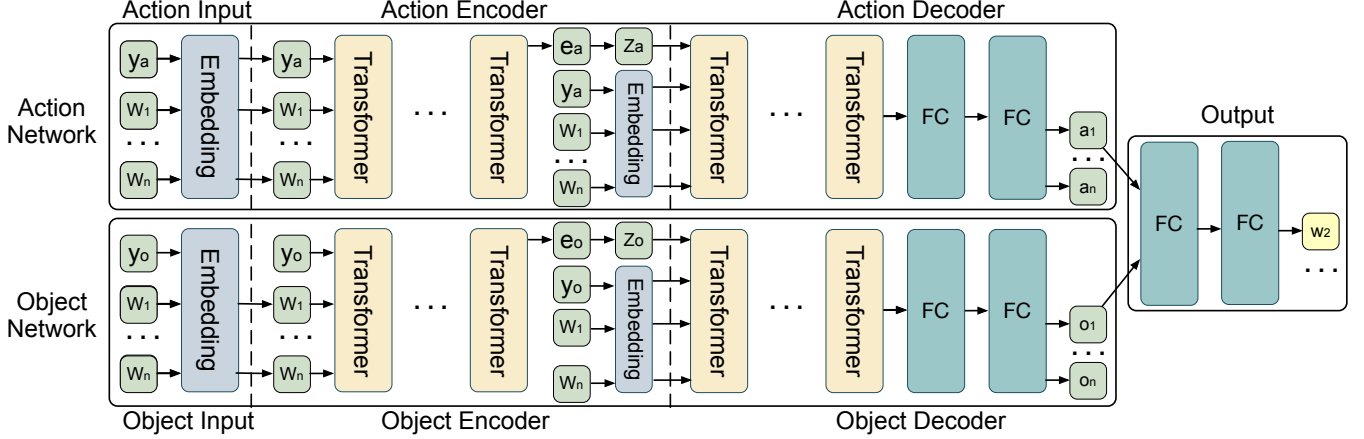 Action Input
Action Encoder
Action Decoder
Action
Network
ya
W1
...
Wn
Embedding
ya
W1
...
Wn
Transformer
...
Transformer
ea
Za
ya
W1
...
Wn
Embedding
Transformer
...
Transformer
FC
FC
a1
...
an
Output
FC
FC
w2
...
Object
Network
yo
W1
...
Wn
Embedding
yo
W1
...
Wn
Transformer
...
Transformer
eo
Zo
yo
W1
Wn
Embedding
Transformer
...
Transformer
FC
FC
o1
...
on
Object Input
Object Encoder
Object Decoder